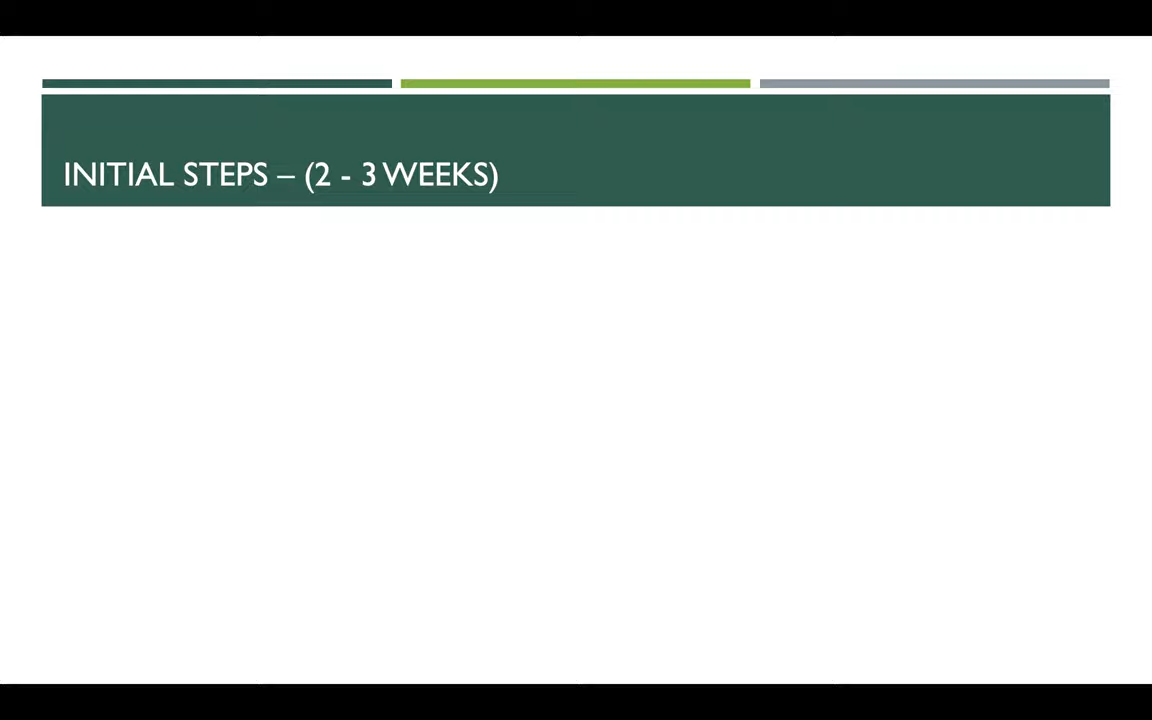 INITIAL STEPS – (2 - 3 WEEKS)